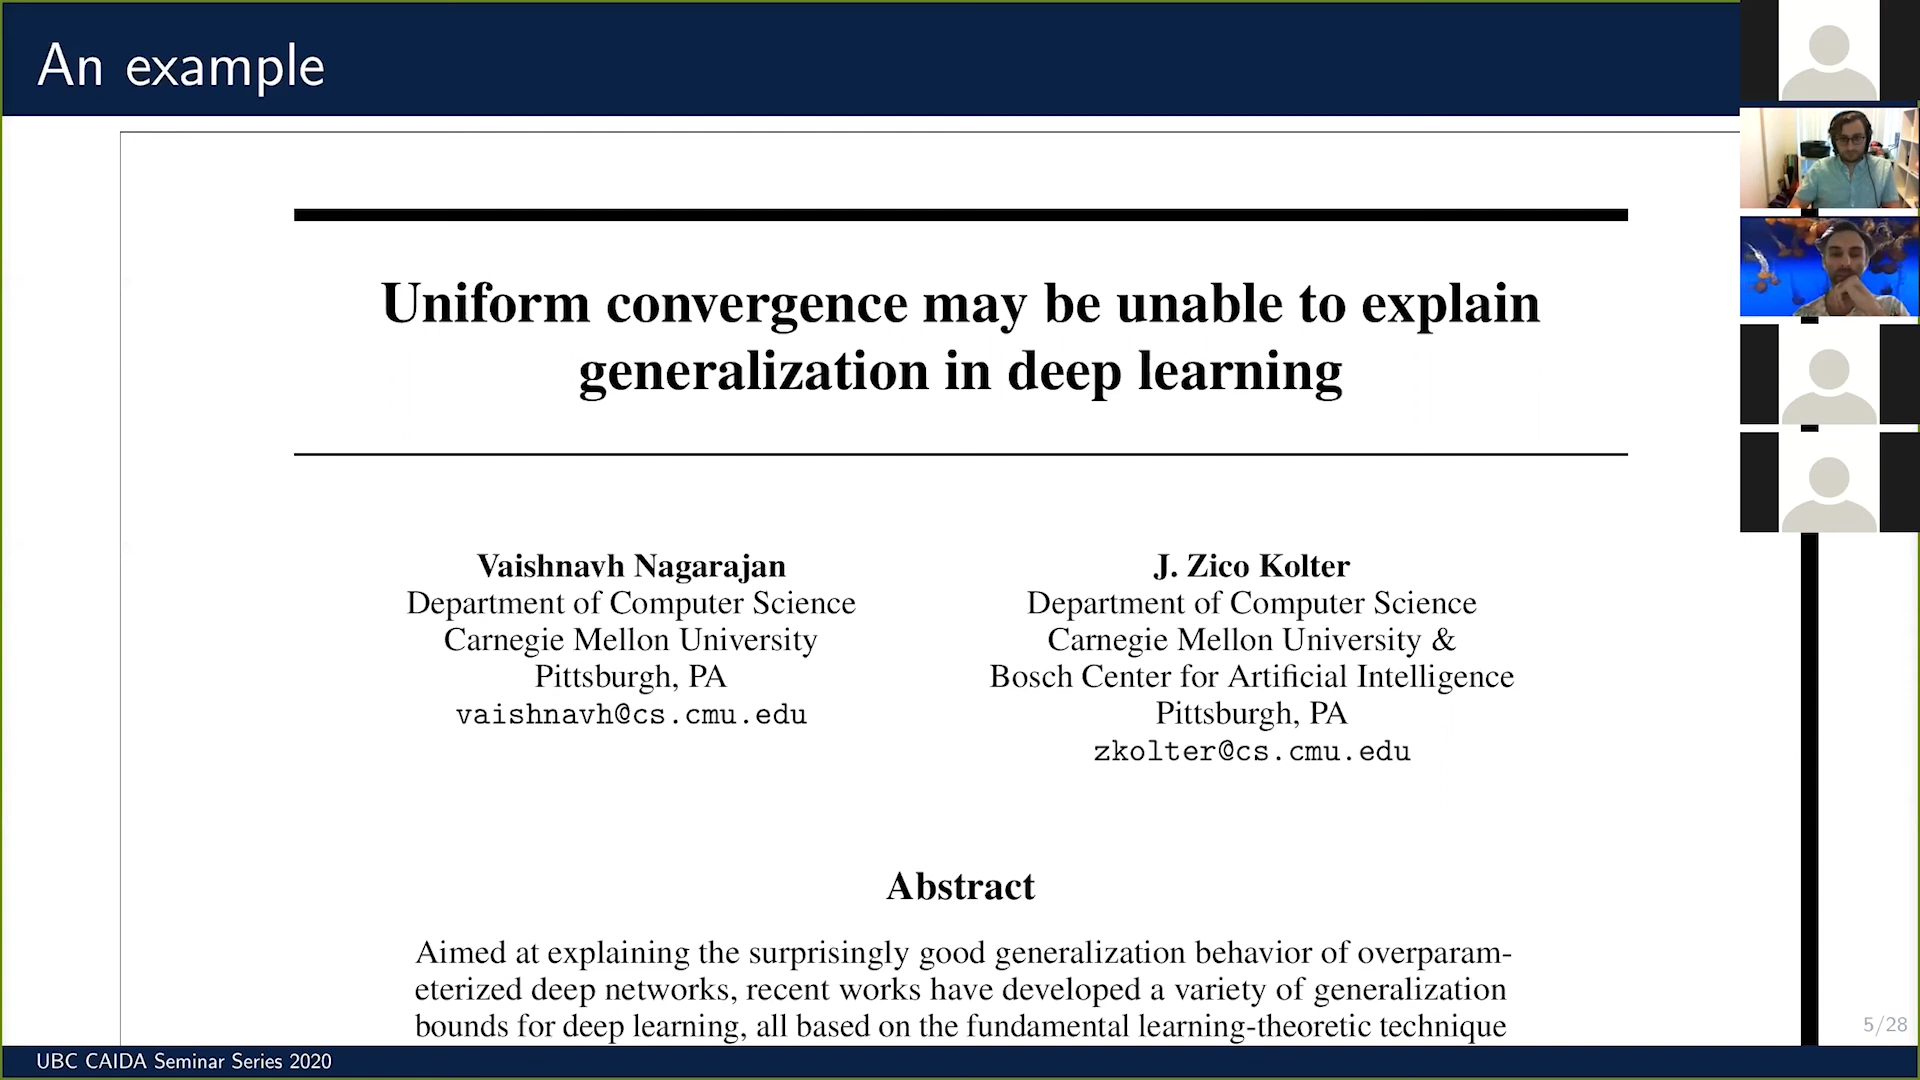 An example
Uniform convergence may be unable to explain
generalization in deep learning
Vaishnavh Nagarajan
Department of Computer Science
Carnegie Mellon University
Pittsburgh, PA
vaishnavh@cs.cmu.edu
J. Zico Kolter
Department of Computer Science
Carnegie Mellon University &
Bosch Center for Artificial Intelligence
Pittsburgh, PA
zkolter@cs.cmu.edu
Abstract
Aimed at explaining the surprisingly good generalization behavior of overparam-
eterized deep networks, recent works have developed a variety of generalization
bounds for deep learning, all based on the fundamental learning-theoretic technique
5/28
UBC CAIDA Seminar Series 2020